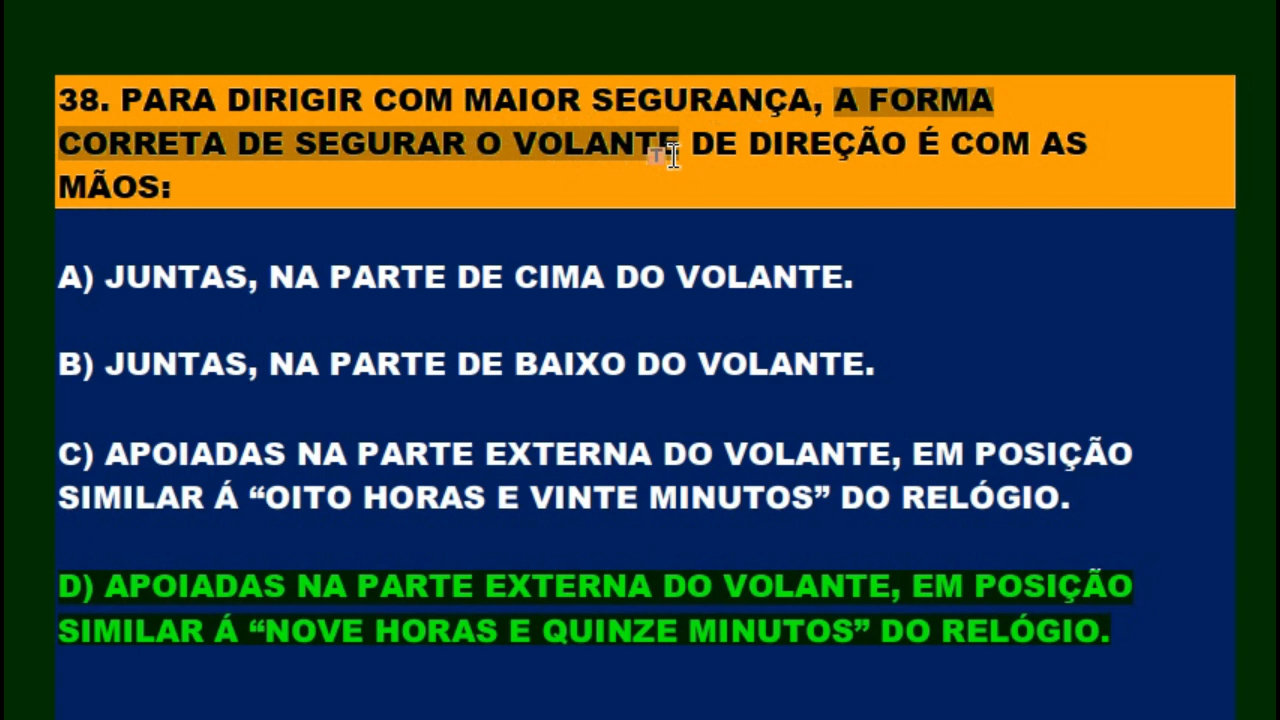 38. PARA DIRIGIR COM MAIOR SEGURANÇA, A FORMA
CORRETA DE SEGURAR O VOLANTE DE DIREÇÃO É COM AS
MÃOS:
A) JUNTAS, NA PARTE DE CIMA DO VOLANTE.
B) JUNTAS, NA PARTE DE BAIXO DO VOLANTE.
C) APOIADAS NA PARTE EXTERNA DO VOLANTE, EM POSIÇÃO
SIMILAR Á “OITO HORAS E VINTE MINUTOS” DO RELÓGIO.
D) APOIADAS NA PARTE EXTERNA DO VOLANTE, EM POSIÇÃO
SIMILAR Á “NOVE HORAS E QUINZE MINUTOS” DO RELÓGIO.